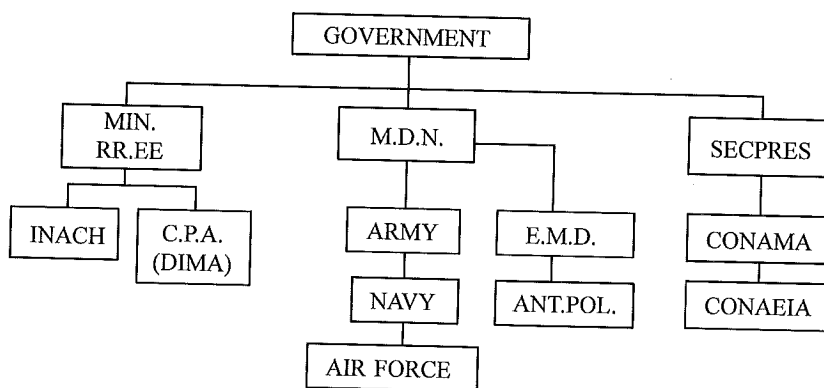 GOVERNMENT
MIN.
RR.EE
M.D.N.
SECPRES
INACH
C.P.A.
(DIMA)
ARMY
E.M.D.
CONAMA
NAVY
ANT.POL.
CONAEIA
AIR FORCE